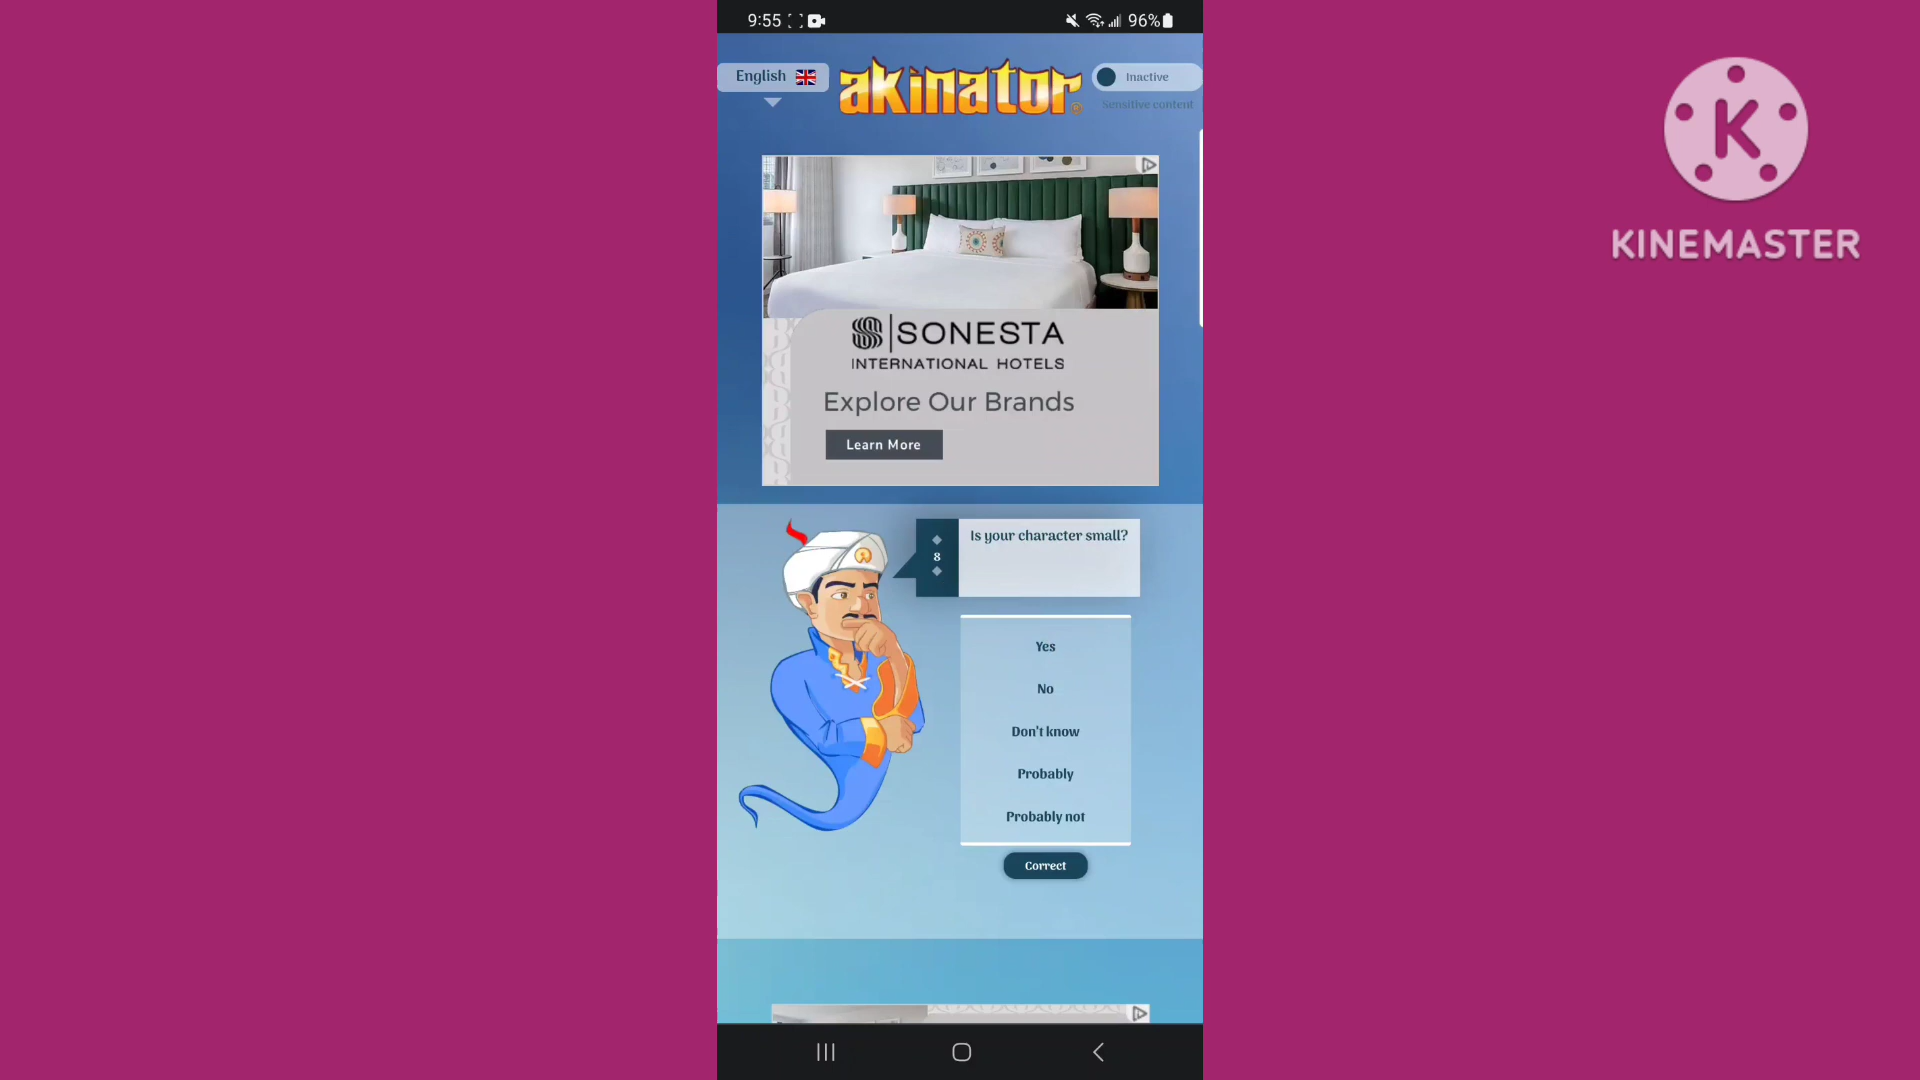 9:55
96%
English
akinator
Inactive
Sensitive content
SONESTA
INTERNATIONAL HOTELS
Explore Our Brands
Learn More
8
Is your character small?
Yes
No
Don't know
Probably
Probably not
Correct
K
KINEMASTER